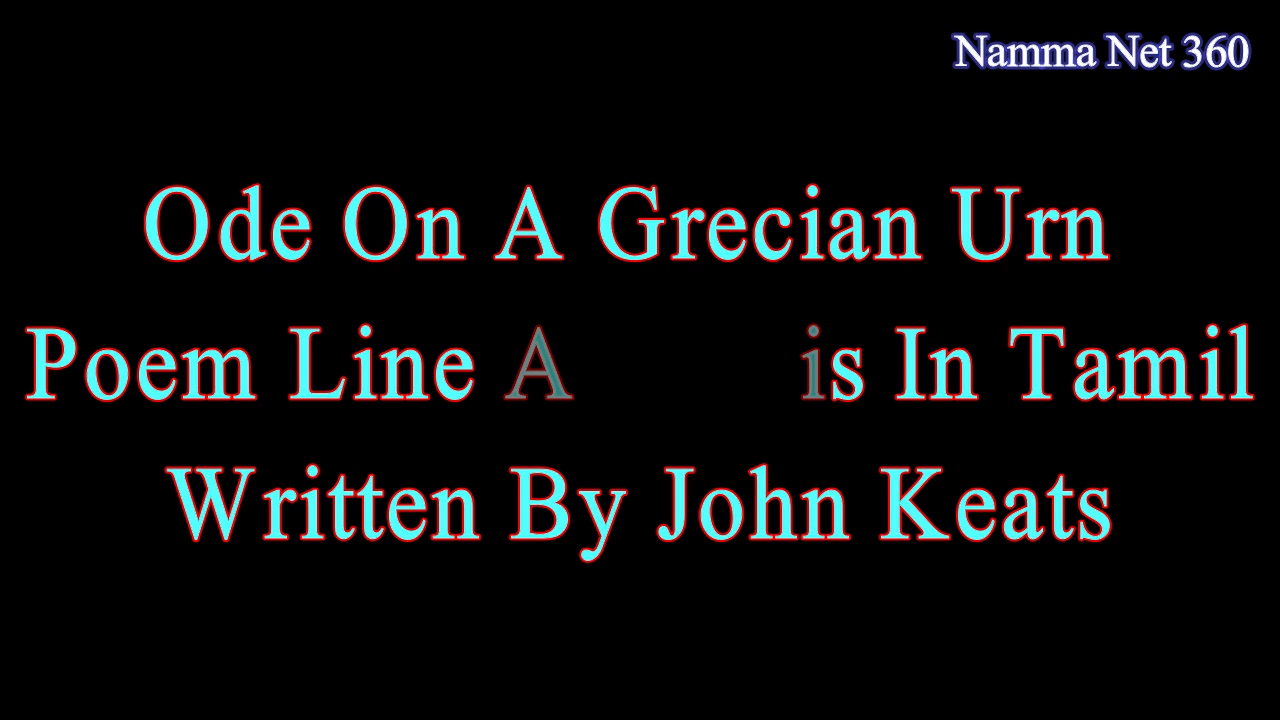 Namma Net 360
Ode On A Grecian Urn
Poem Line A is In Tamil
Written By John Keats